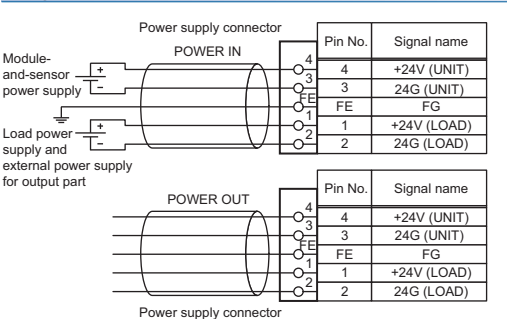 Power supply connector
POWER IN
Pin No. Signal name
Module-
and-sensor
power supply
+
-
4 4 +24V (UNIT)
3 3 24G (UNIT)
FE FE FG
1 1 +24V (LOAD)
2 2 24G (LOAD)
Load power
supply and
external power supply
for output part
+
-
POWER OUT
Pin No. Signal name
4 4 +24V (UNIT)
3 3 24G (UNIT)
FE FE FG
1 1 +24V (LOAD)
2 2 24G (LOAD)
Power supply connector